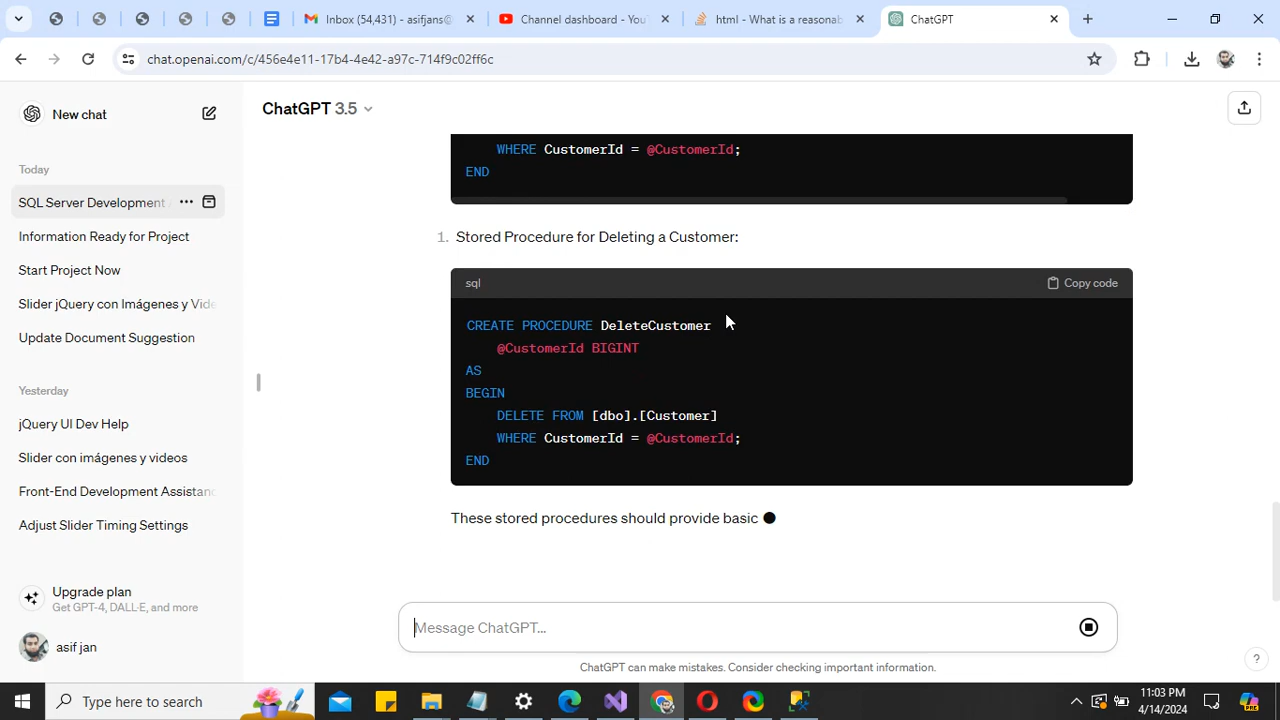 Inbox (54,431) - asifjans@
Channel dashboard - You
html - What is a reasonab
ChatGPT
chat.openai.com/c/456e4e11-17b4-4e42-a97c-714f9c02ff6c
New chat
ChatGPT 3.5
Today
SQL Server Development
Information Ready for Project
Start Project Now
Slider jQuery con Imágenes y Vide
Update Document Suggestion
Yesterday
jQuery UI Dev Help
Slider con imágenes y videos
Front-End Development Assistanc
Adjust Slider Timing Settings
Upgrade plan
Get GPT-4, DALL·E, and more
asif jan
WHERE CustomerId = @CustomerId;
END
1. Stored Procedure for Deleting a Customer:
sql
Copy code
CREATE PROCEDURE DeleteCustomer
@CustomerId BIGINT
AS
BEGIN
DELETE FROM [dbo].[Customer]
WHERE CustomerId = @CustomerId;
END
These stored procedures should provide basic
Message ChatGPT...
ChatGPT can make mistakes. Consider checking important information.
?
Type here to search
11:03 PM
4/14/2024